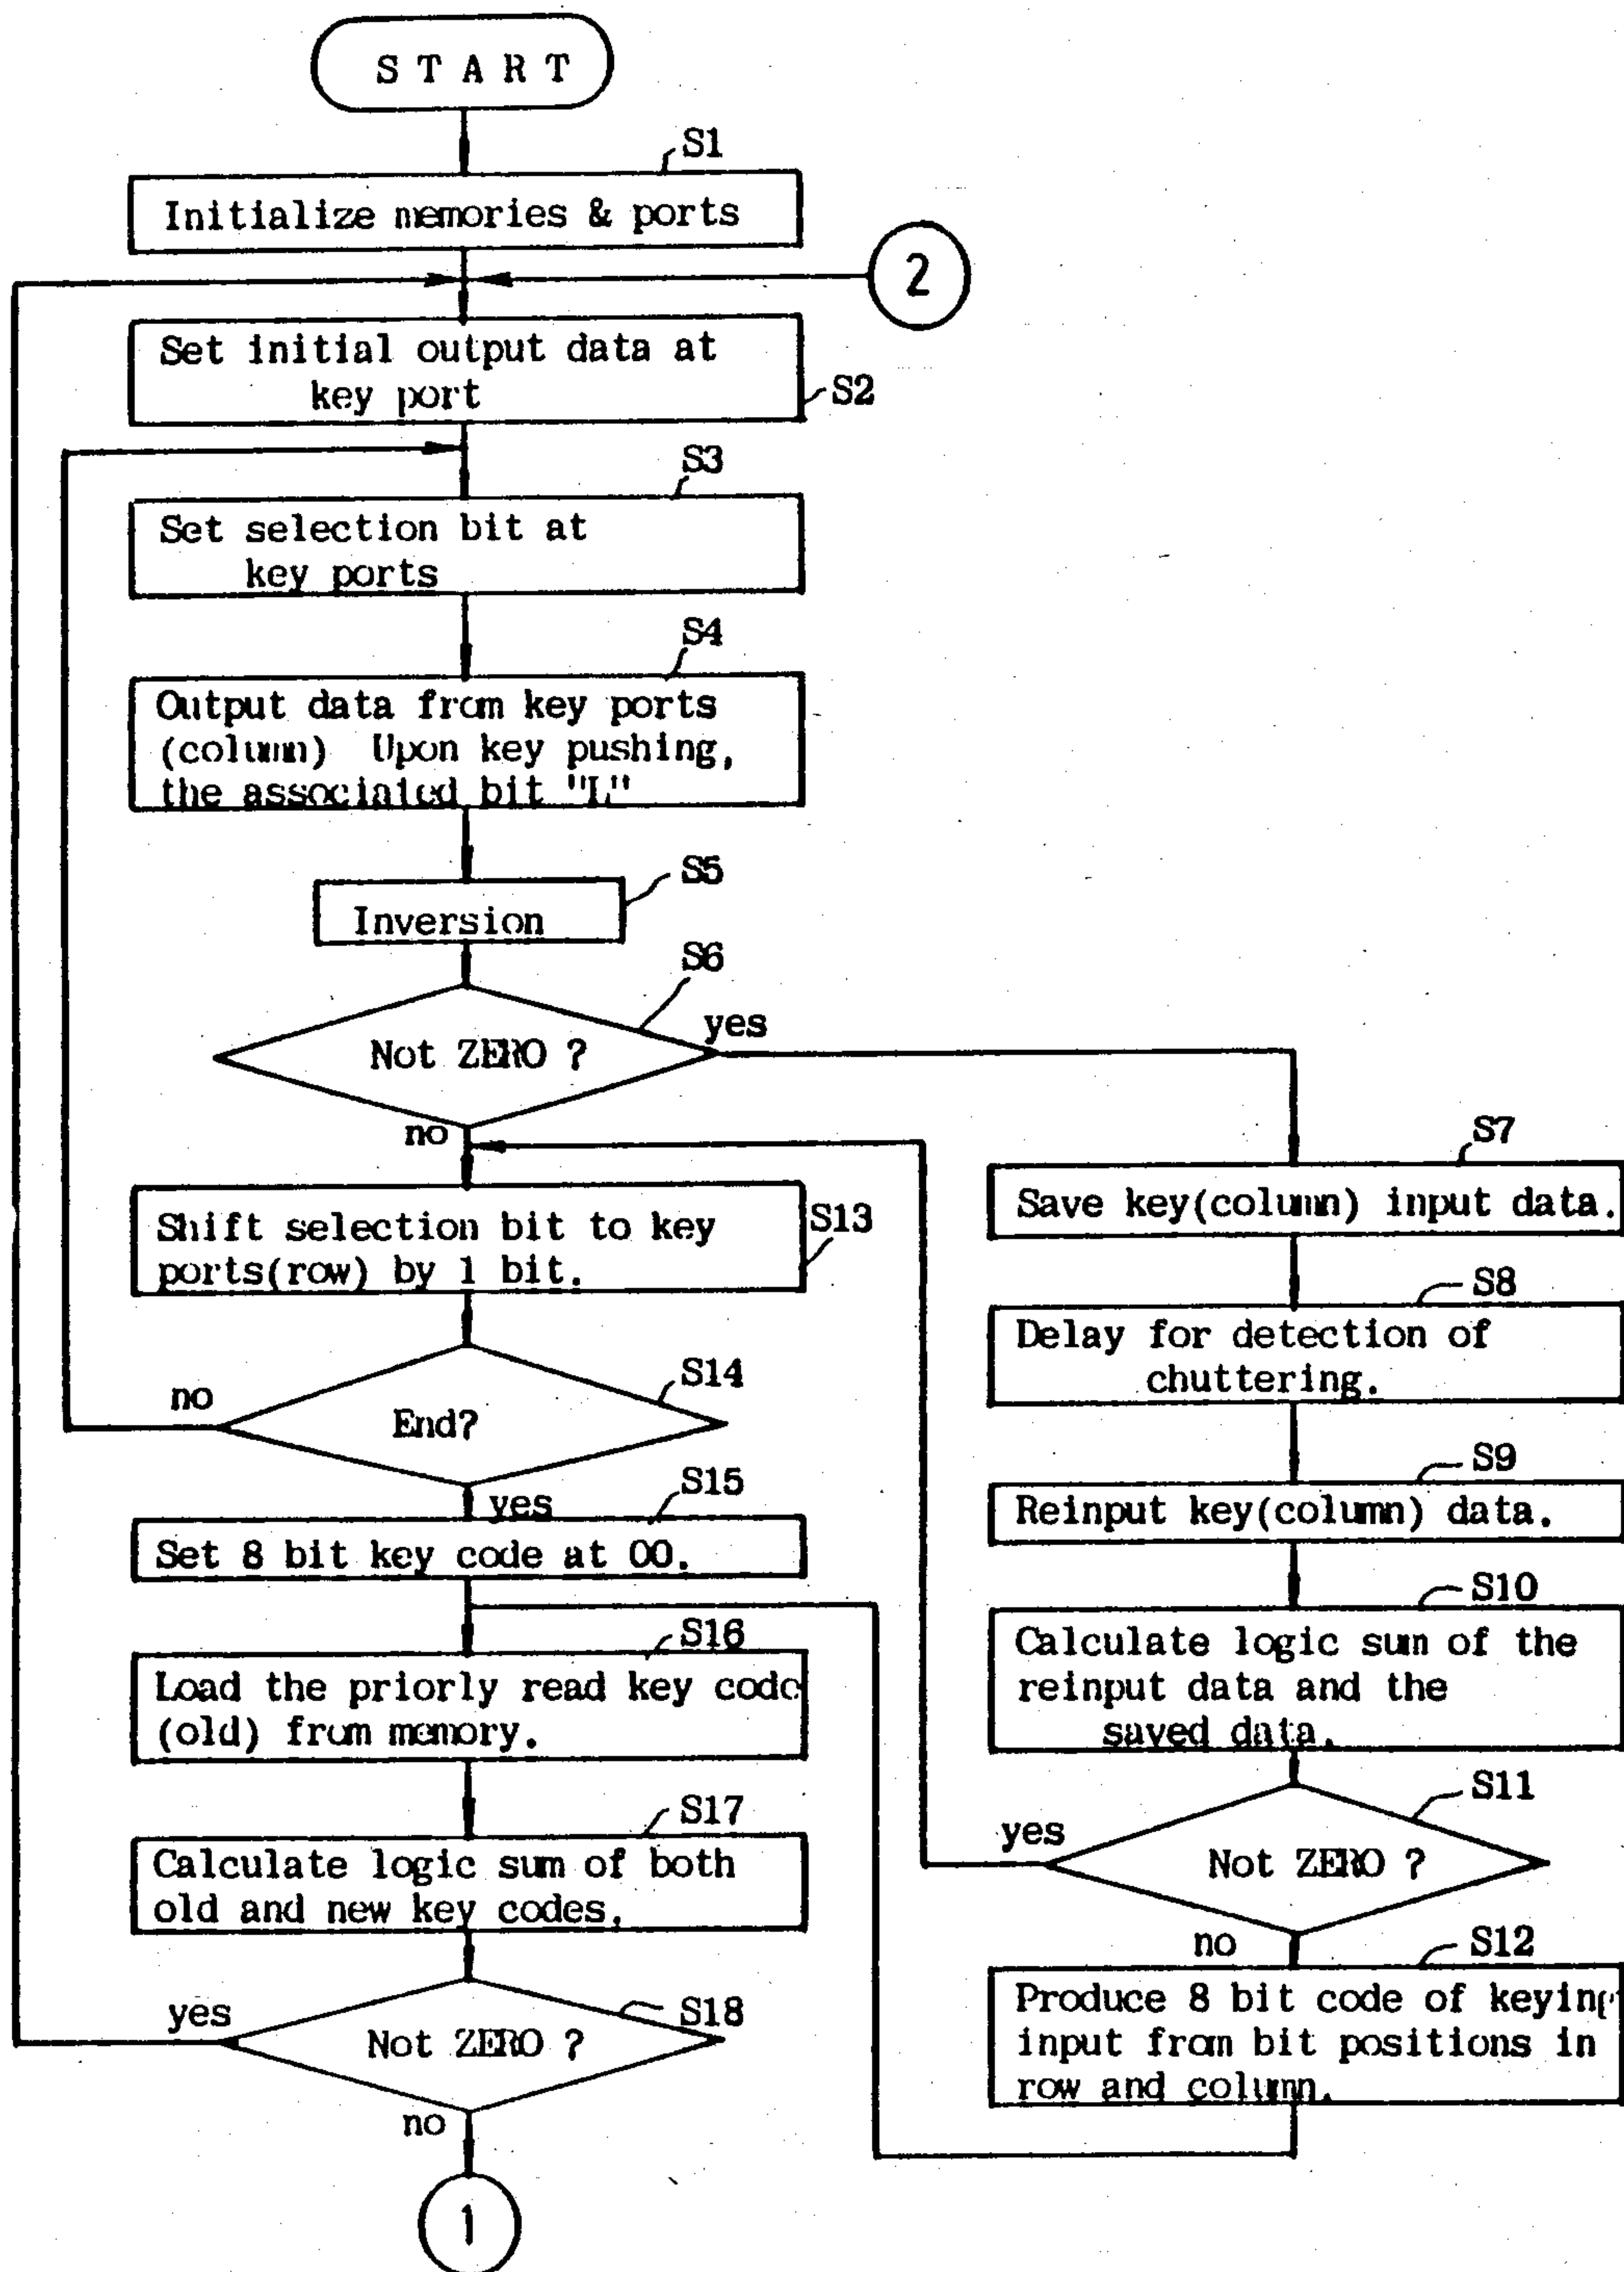 START
S1
Initialize memories & ports
2
Set initial output data at
key port
S2
S3
Set selection bit at
key ports
S4
Output data from key ports
(column) Upon key pushing,
the associated bit "L"
S5
Inversion
S6
Not ZERO ?
yes
no
S13
Shift selection bit to key
ports(row) by 1 bit.
S14
no
End?
S15
yes
Set 8 bit key code at 00.
S16
Load the priorly read key code
(old) from memory.
S17
Calculate logic sum of both
old and new key codes.
S18
yes
Not ZERO ?
no
1
S7
Save key(column) input data.
S8
Delay for detection of
chuttering.
S9
Reinput key(column) data.
S10
Calculate logic sum of the
reinput data and the
saved data.
S11
yes
Not ZERO ?
no
S12
Produce 8 bit code of keying
input from bit positions in
row and column.